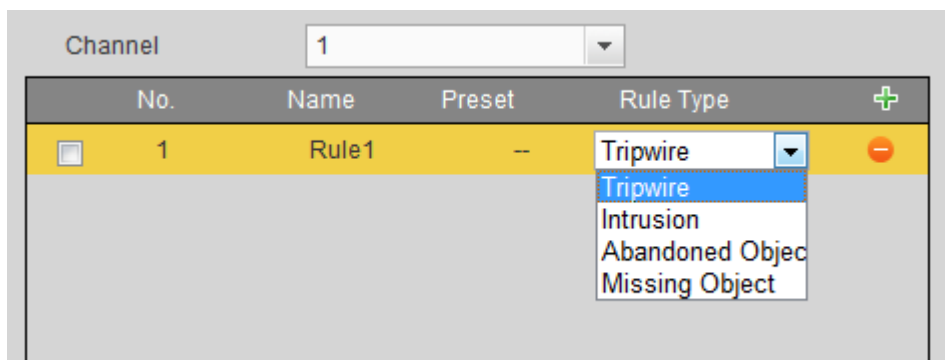 Channel 1
No. Name Preset Rule Type
1 Rule1 -- Tripwire
Tripwire
Intrusion
Abandoned Objec
Missing Object